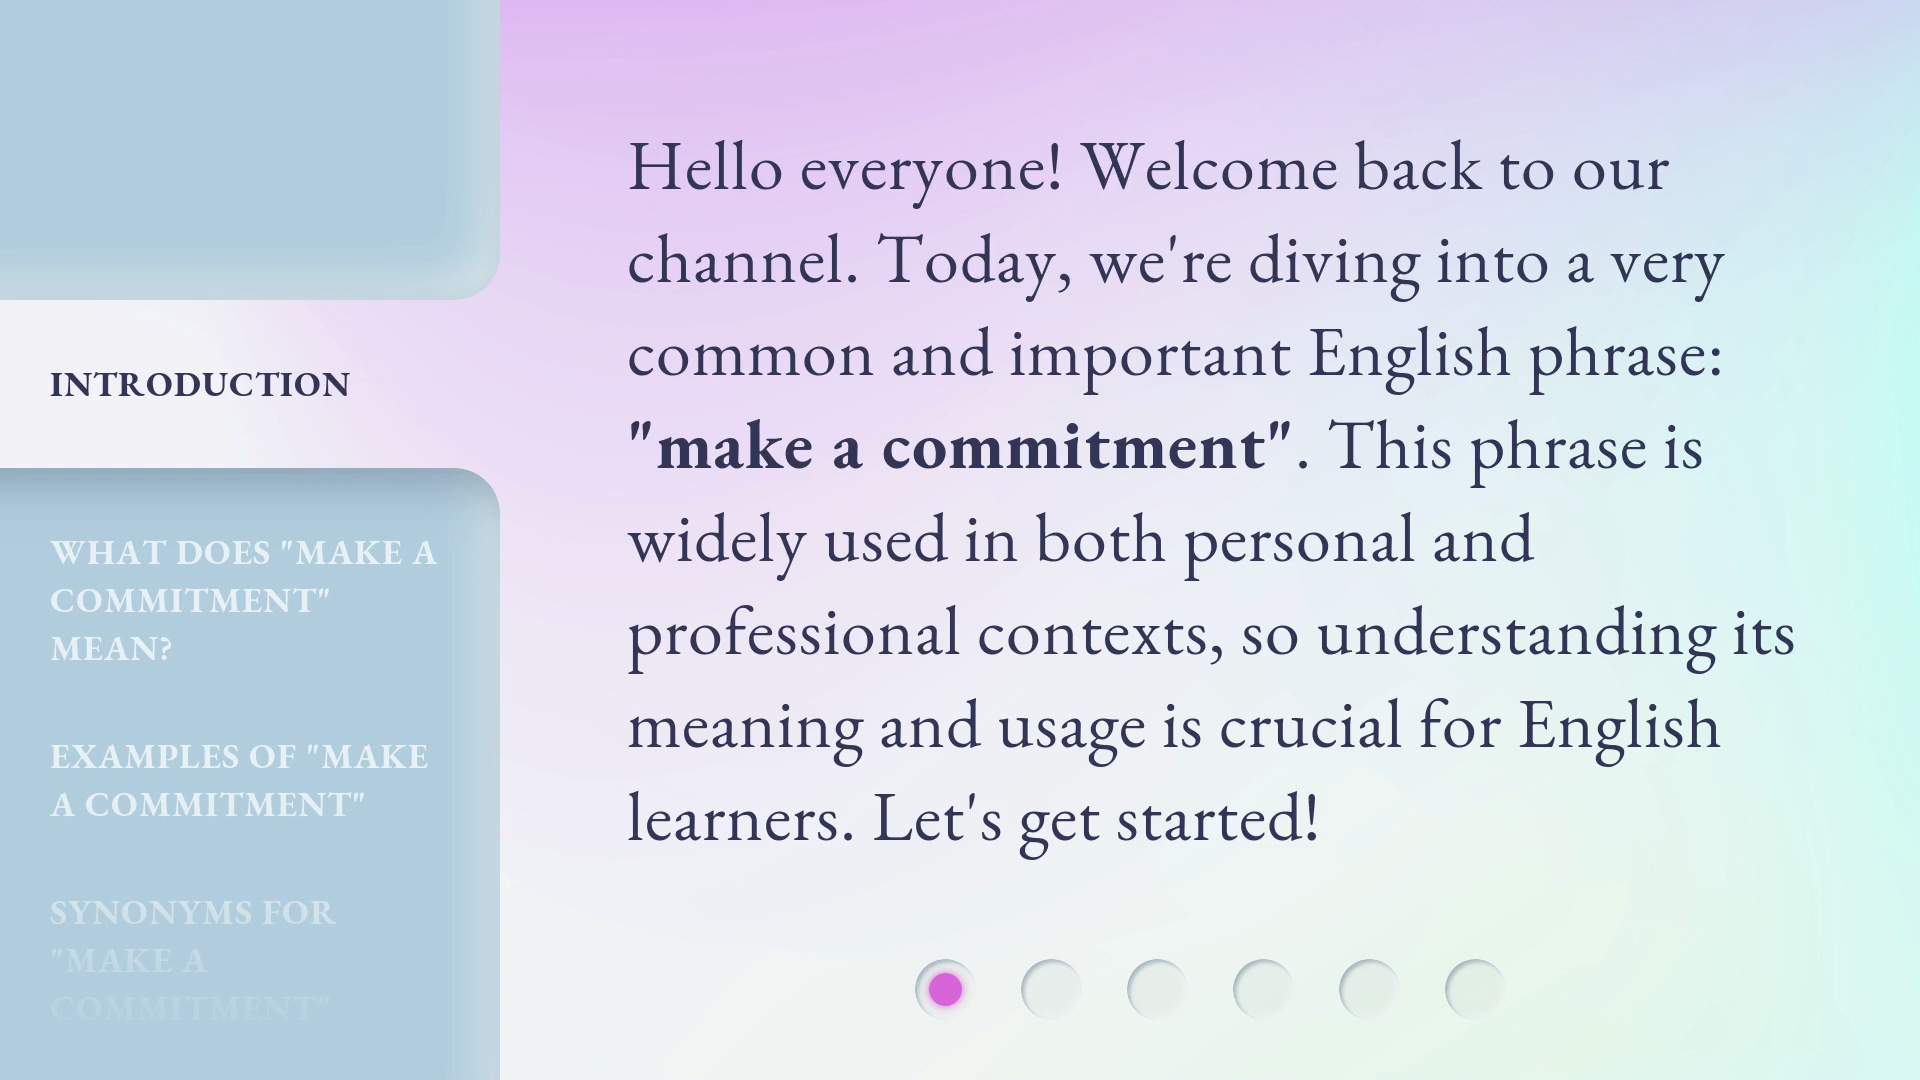 INTRODUCTION
WHAT DOES "MAKE A
COMMITMENT"
MEAN?
EXAMPLES OF "MAKE
A COMMITMENT"
SYNONYMS FOR
"MAKE A
COMMITMENT"
Hello everyone! Welcome back to our
channel. Today, we're diving into a very
common and important English phrase:
"make a commitment". This phrase is
widely used in both personal and
professional contexts, so understanding its
meaning and usage is crucial for English
learners. Let's get started!